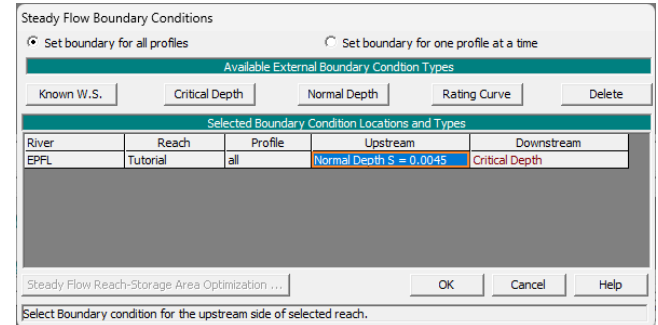 Steady Flow Boundary Conditions
Set boundary for all profiles Set boundary for one profile at a time
Available External Boundary Condtion Types
Known W.S. Critical Depth Normal Depth Rating Curve Delete
Selected Boundary Condition Locations and Types
River Reach Profile Upstream Downstream
EPFL Tutorial all Normal Depth S = 0.0045 Critical Depth
Steady Flow Reach-Storage Area Optimization ... OK Cancel Help
Select Boundary condition for the upstream side of selected reach.